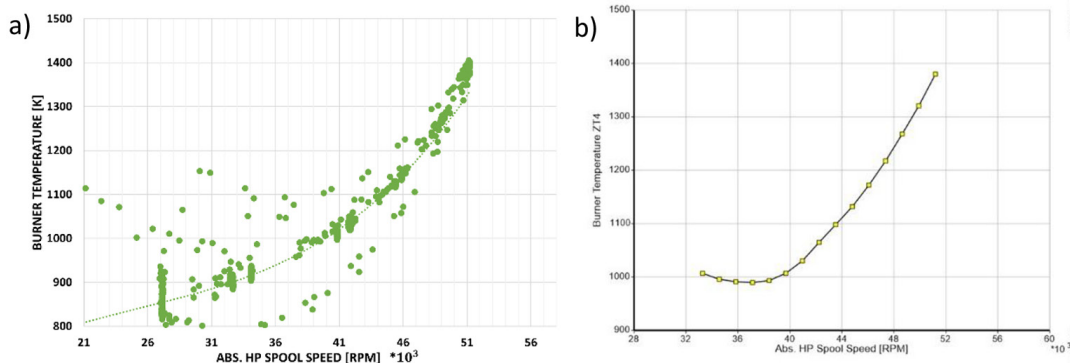 a)
BURNER TEMPERATURE [K]
1500
1400
1300
1200
1100
1000
900
800
21 26 31 36 41 46 51 56
ABS. HP SPOOL SPEED [RPM] *10³
b)
Burner Temperature ZT4
1500
1400
1300
1200
1100
1000
900
28 32 36 40 44 48 52 56 60
Abs. HP Spool Speed [RPM] *10³